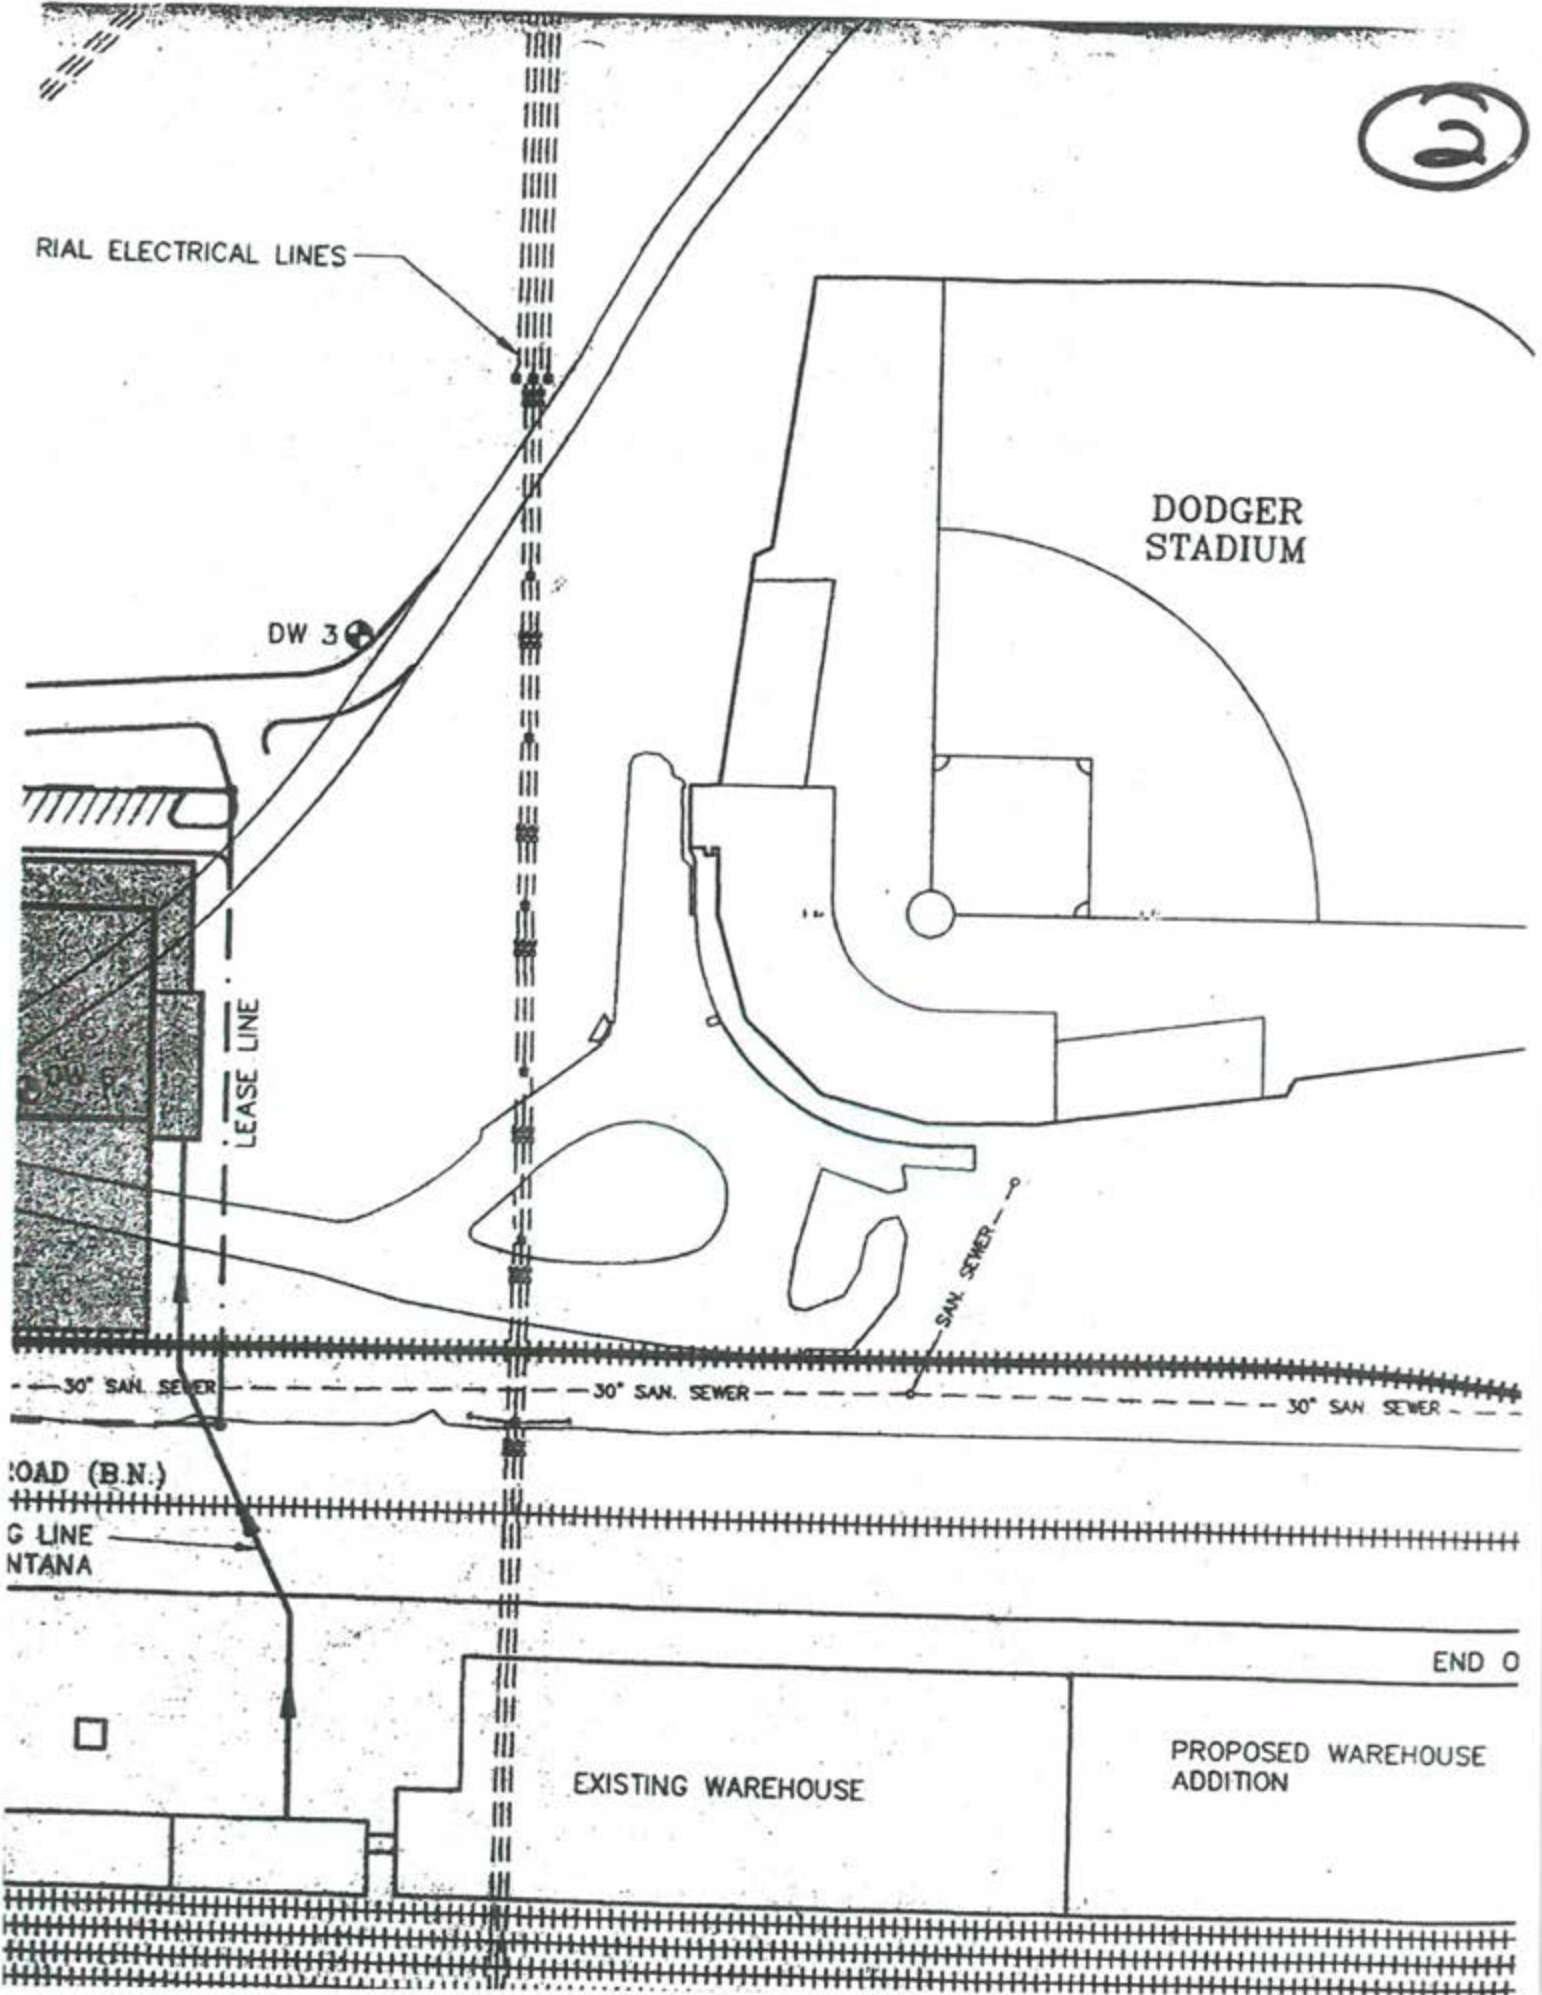 2
RIAL ELECTRICAL LINES
DODGER
STADIUM
DW 3
LEASE LINE
SAN. SEWER
30" SAN. SEWER
30" SAN. SEWER
30" SAN. SEWER
OAD (B.N.)
G LINE
NTANA
END O
EXISTING WAREHOUSE
PROPOSED WAREHOUSE
ADDITION